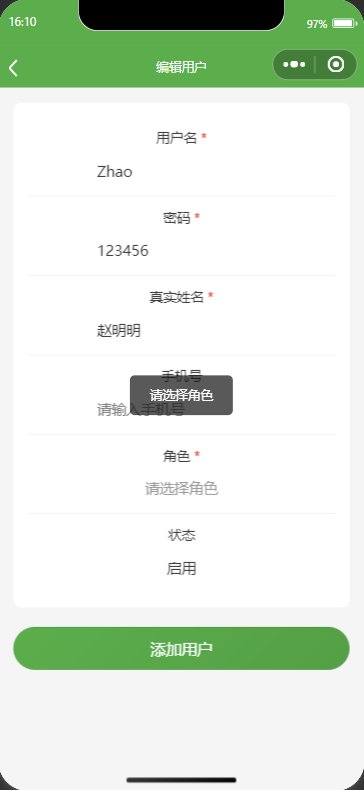 16:10
97%
编辑用户
用户名 *
Zhao
密码 *
123456
真实姓名 *
赵明明
手机号
请选择角色
请输入手机号
角色 *
请选择角色
状态
启用
添加用户